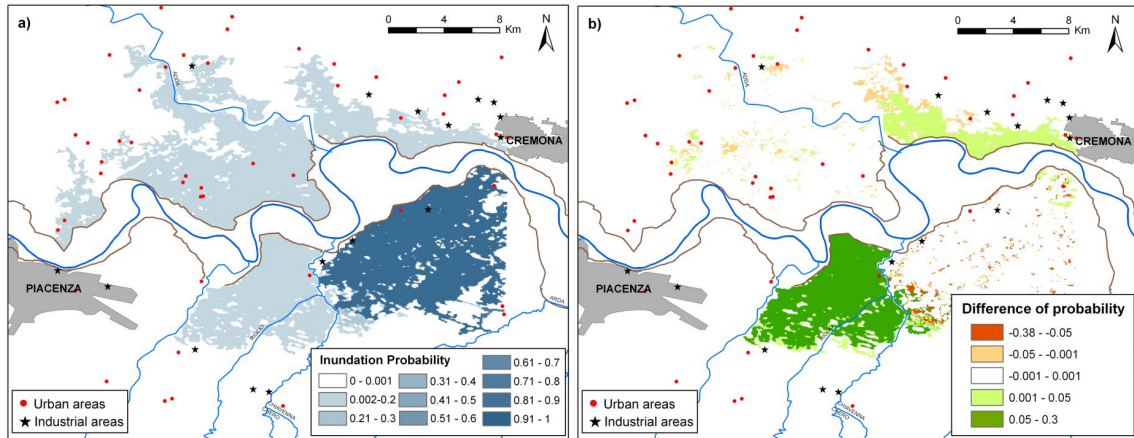 a)
0 4 8
Km
N
ADDA
CREMONA
PIACENZA
RIGLIO
ARDA
CHIAVENNA
Inundation Probability
0 - 0.001
0.002-0.2
0.21 - 0.3
0.31 - 0.4
0.41 - 0.5
0.51 - 0.6
0.61 - 0.7
0.71 - 0.8
0.81 - 0.9
0.91 - 1
Urban areas
Industrial areas
b)
0 4 8
Km
N
ADDA
CREMONA
PIACENZA
CHIAVENNA
Difference of probability
-0.38 - -0.05
-0.05 - -0.001
-0.001 - 0.001
0.001 - 0.05
0.05 - 0.3
Urban areas
Industrial areas